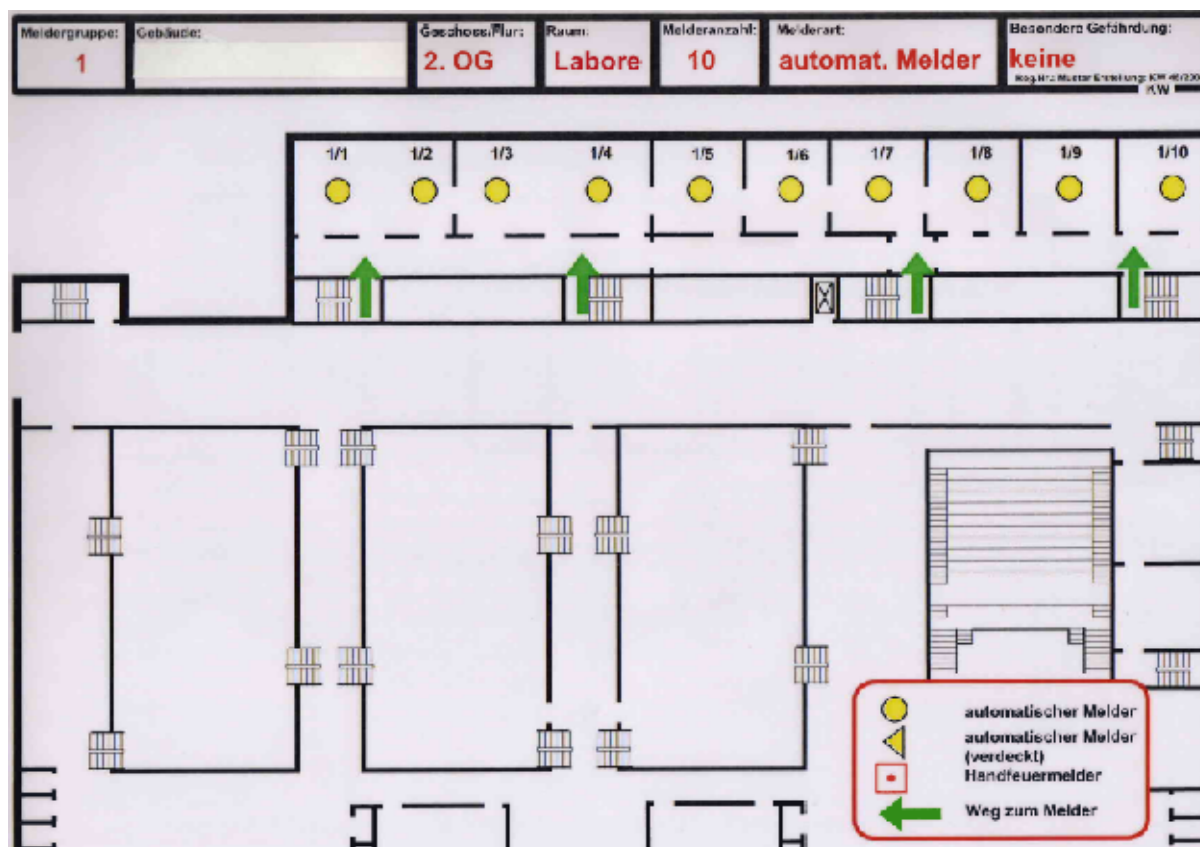 Meldergruppe:
1
Gebäude:
Geschoss/Flur:
2. OG
Raum:
Labore
Melderanzahl:
10
Melderart:
automat. Melder
Besondere Gefährdung:
keine
KW
1/1
1/2
1/3
1/4
1/5
1/6
1/7
1/8
1/9
1/10
automatischer Melder
automatischer Melder
(verdeckt)
Handfeuermelder
Weg zum Melder